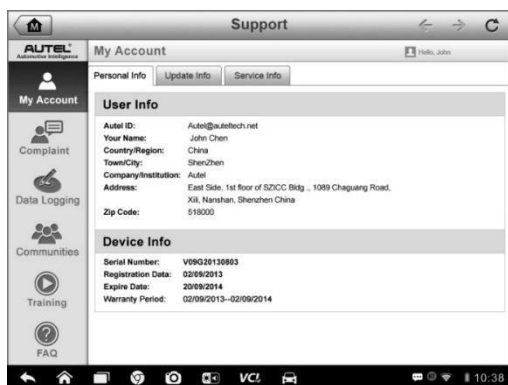 M
Support
AUTEL
Automotive Intelligence
My Account
Hello, John
Personal Info
Update Info
Service Info
My Account
Complaint
Data Logging
Communities
Training
FAQ
User Info
Autel ID: Autel@auteltech.net
Your Name: John Chen
Country/Region: China
Town/City: ShenZhen
Company/Institution: Autel
Address: East Side, 1st floor of SZICC Bldg ., 1089 Chaguang Road,
Xili, Nanshan, Shenzhen China
Zip Code: 518000
Device Info
Serial Number: V09G20130803
Registration Data: 02/09/2013
Expire Date: 20/09/2014
Warranty Period: 02/09/2013--02/09/2014
VCI
10:38